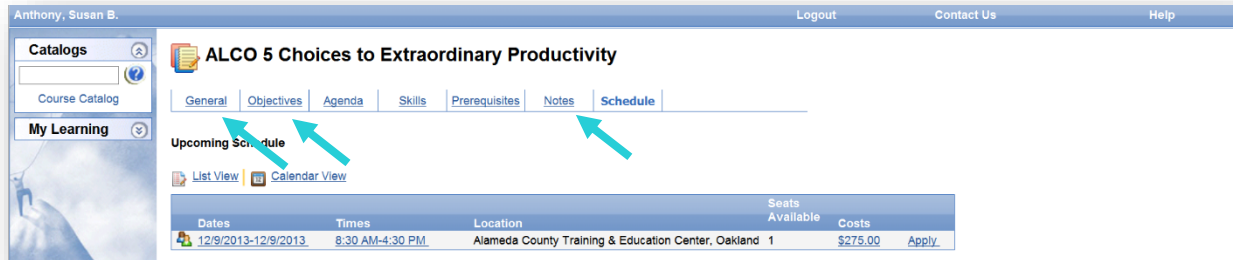 Anthony, Susan B. Logout Contact Us Help
Catalogs
Course Catalog
My Learning
ALCO 5 Choices to Extraordinary Productivity
General Objectives Agenda Skills Prerequisites Notes Schedule
Upcoming Schedule
List View Calendar View
Dates Times Location Seats Available Costs
12/9/2013-12/9/2013 8:30 AM-4:30 PM Alameda County Training & Education Center, Oakland 1 $275.00 Apply